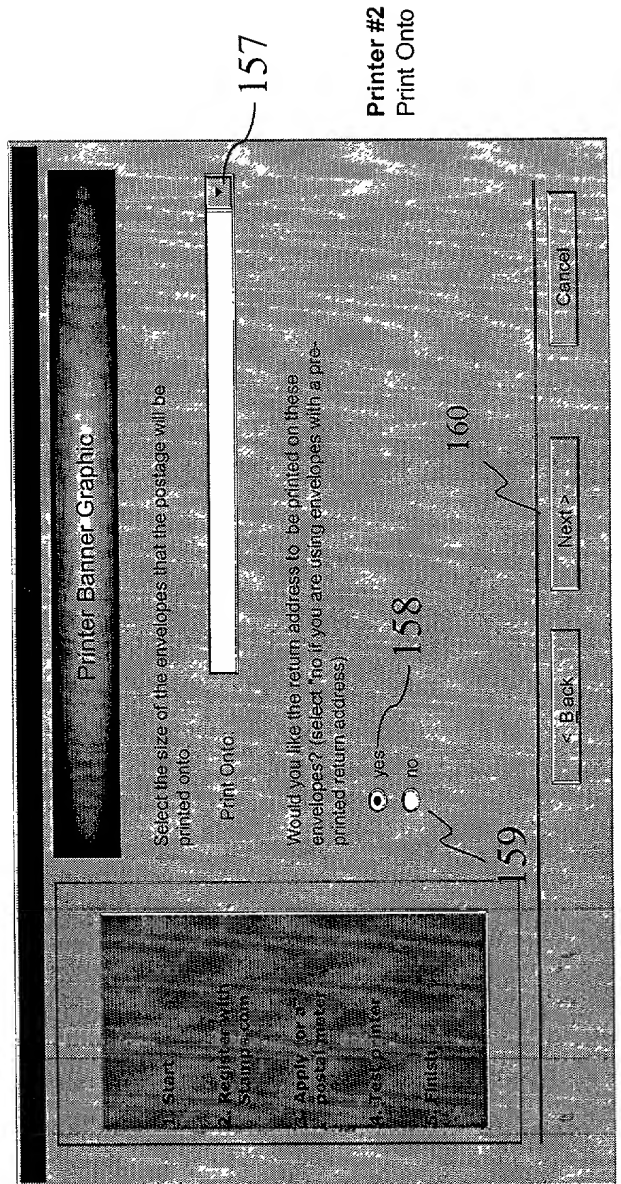 Printer Banner Graphic
1. Start
2. Register with
Stamps.com
3. Apply for a
postal meter
4. Test printer
5. Finish
Select the size of the envelopes that the postage will be
printed onto
Print Onto
157
Would you like the return address to be printed on these
envelopes? (select "no if you are using envelopes with a pre-
printed return address)
yes
158
no
159
160
< Back
Next >
Cancel
Printer #2
Print Onto